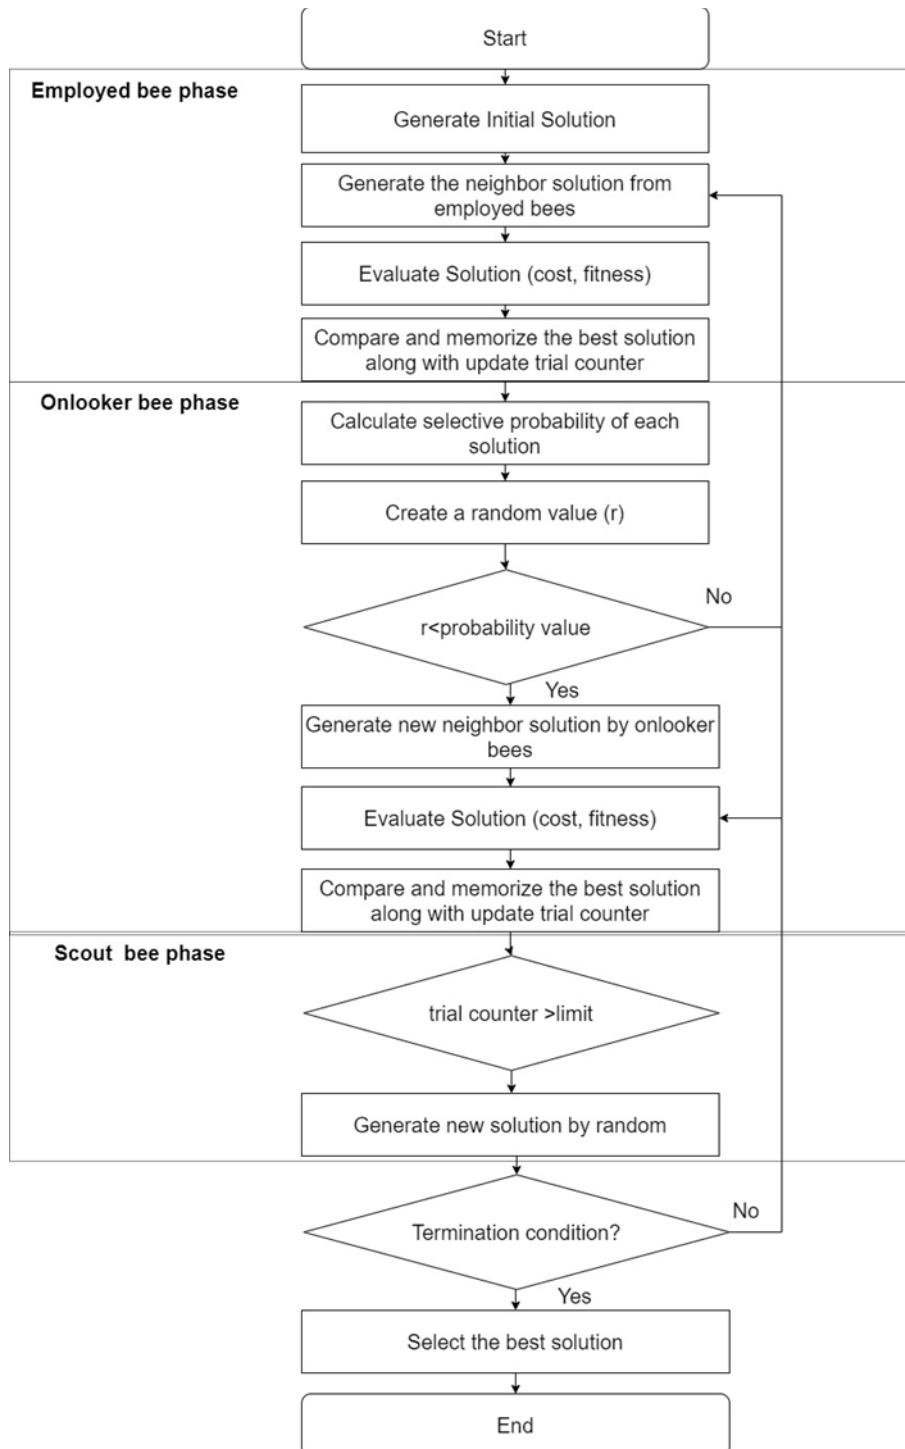 Start
Employed bee phase
Generate Initial Solution
Generate the neighbor solution from
employed bees
Evaluate Solution (cost, fitness)
Compare and memorize the best solution
along with update trial counter
Onlooker bee phase
Calculate selective probability of each
solution
Create a random value (r)
No
r<probability value
Yes
Generate new neighbor solution by onlooker
bees
Evaluate Solution (cost, fitness)
Compare and memorize the best solution
along with update trial counter
Scout bee phase
trial counter >limit
Generate new solution by random
No
Termination condition?
Yes
Select the best solution
End